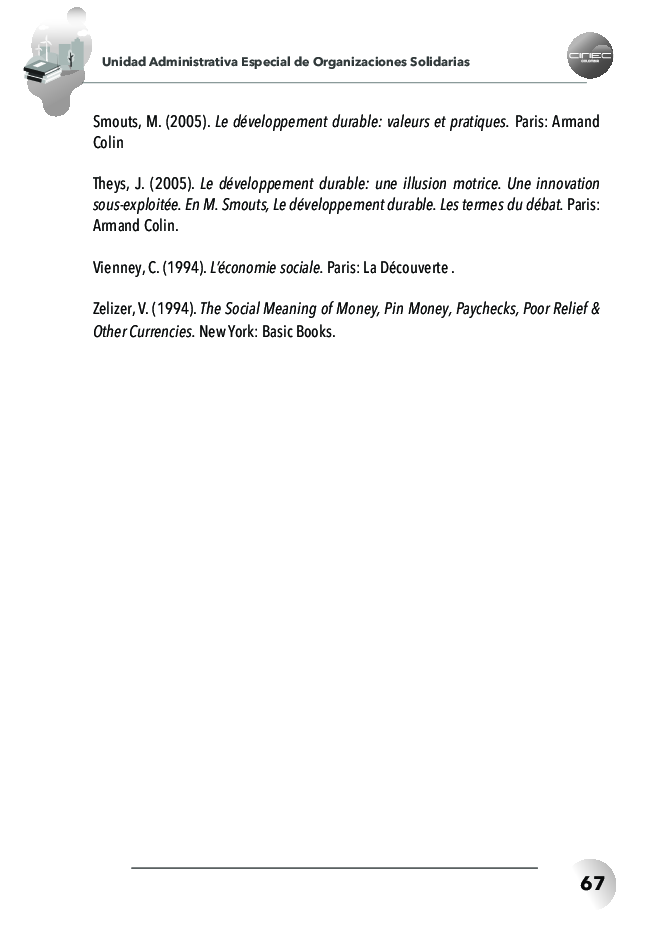 Unidad Administrativa Especial de Organizaciones Solidarias
Smouts, M. (2005). Le développement durable: valeurs et pratiques. Paris: Armand
Colin
Theys, J. (2005). Le développement durable: une illusion motrice. Une innovation
sous-exploitée. En M. Smouts, Le développement durable. Les termes du débat. Paris:
Armand Colin.
Vienney, C. (1994). L'économie sociale. Paris: La Découverte .
Zelizer, V. (1994). The Social Meaning of Money, Pin Money, Paychecks, Poor Relief &
Other Currencies. New York: Basic Books.
67